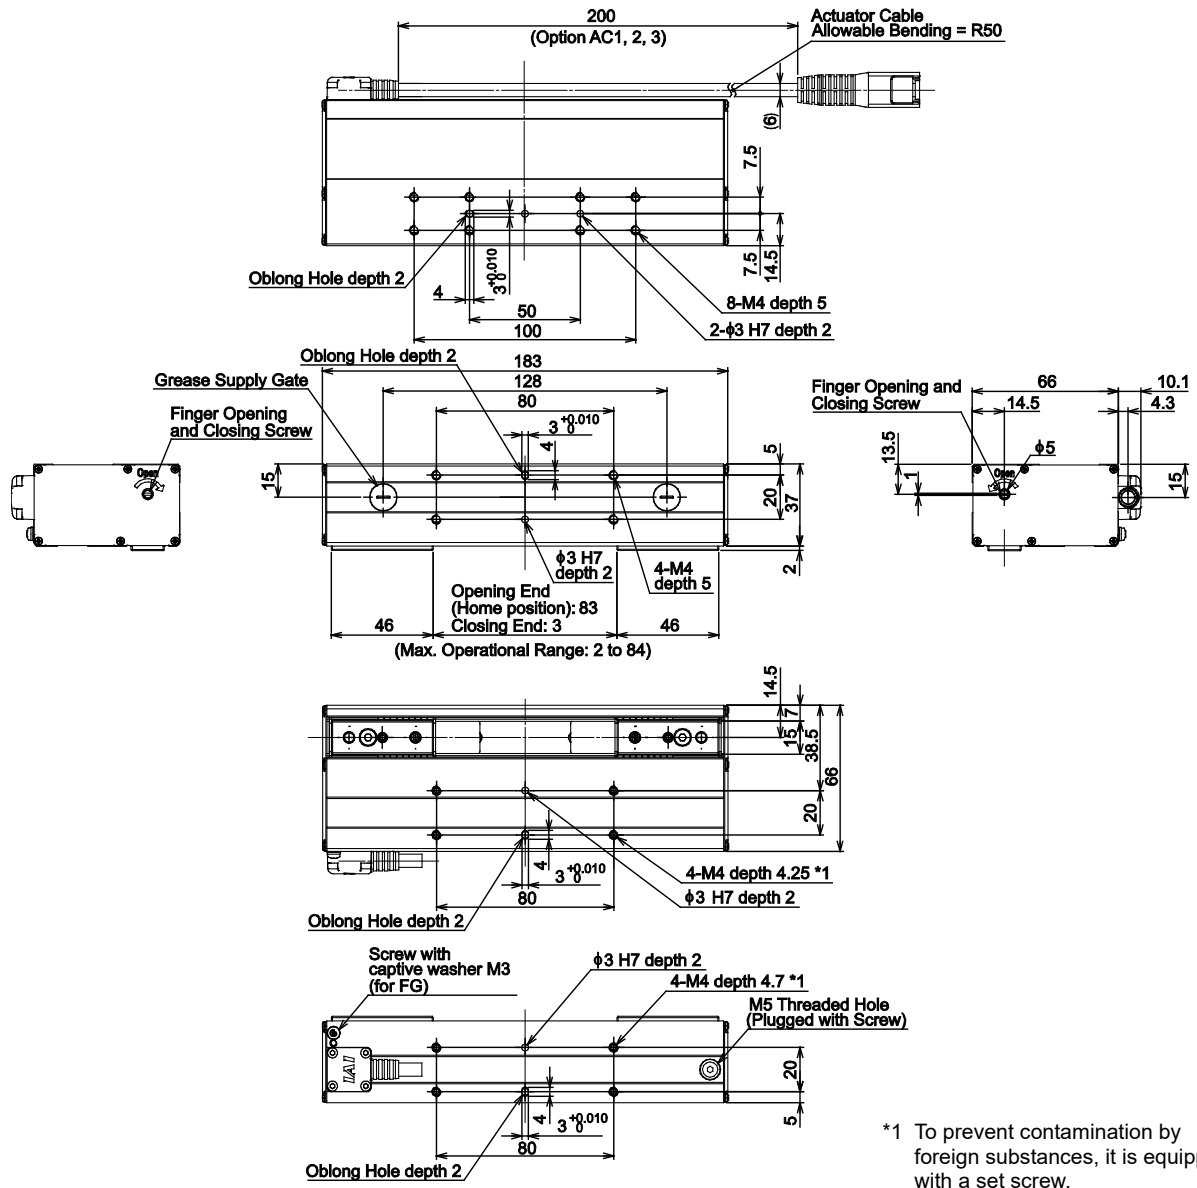 200
(Option AC1, 2, 3)
Actuator Cable
Allowable Bending = R50
(6)
7.5
7.5
14.5
Oblong Hole depth 2
4
3 +0.010 0
50
100
8-M4 depth 5
2-ϕ3 H7 depth 2
Oblong Hole depth 2
183
Grease Supply Gate
128
80
Finger Opening
and Closing Screw
3 +0.010 0
4
5
15
20
37
2
Open
ϕ3 H7
depth 2
4-M4
depth 5
Opening End
(Home position): 83
Closing End: 3
46
46
(Max. Operational Range: 2 to 84)
Finger Opening and
Closing Screw
66
10.1
14.5
4.3
13.5
1
ϕ5
Open
15
14.5
7
15
38.5
66
20
4
3 +0.010 0
80
4-M4 depth 4.25 *1
ϕ3 H7 depth 2
Oblong Hole depth 2
Screw with
captive washer M3
(for FG)
ϕ3 H7 depth 2
4-M4 depth 4.7 *1
M5 Threaded Hole
(Plugged with Screw)
IAI
20
5
4
3 +0.010 0
80
Oblong Hole depth 2
*1 To prevent contamination by
foreign substances, it is equipp
with a set screw.